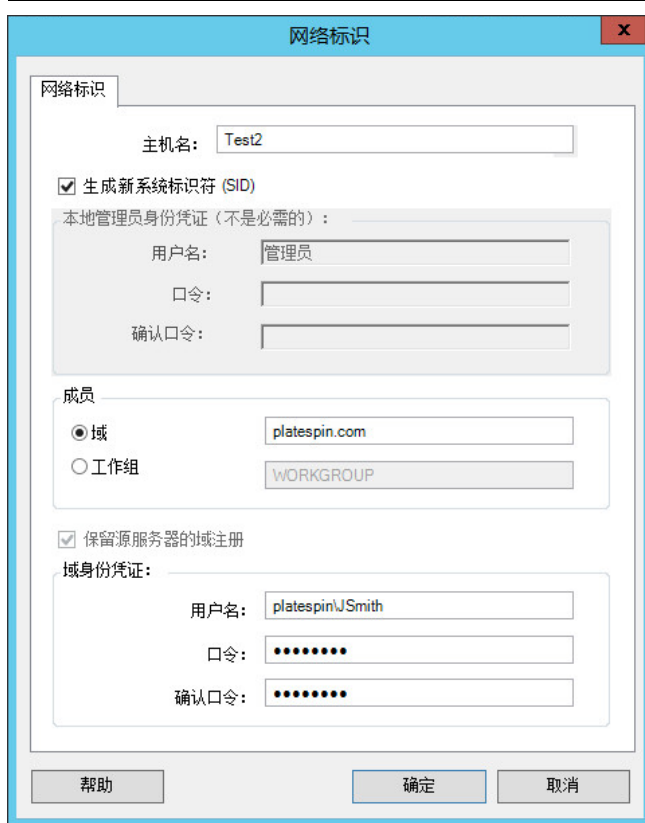 网络标识
x
网络标识
主机名： Test2
生成新系统标识符 (SID)
本地管理员身份凭证（不是必需的）：
用户名： 管理员
口令：
确认口令：
成员
域 platespin.com
工作组 WORKGROUP
保留源服务器的域注册
域身份凭证：
用户名： platespin\JSmith
口令： ●●●●●●●●
确认口令： ●●●●●●●●
帮助 确定 取消